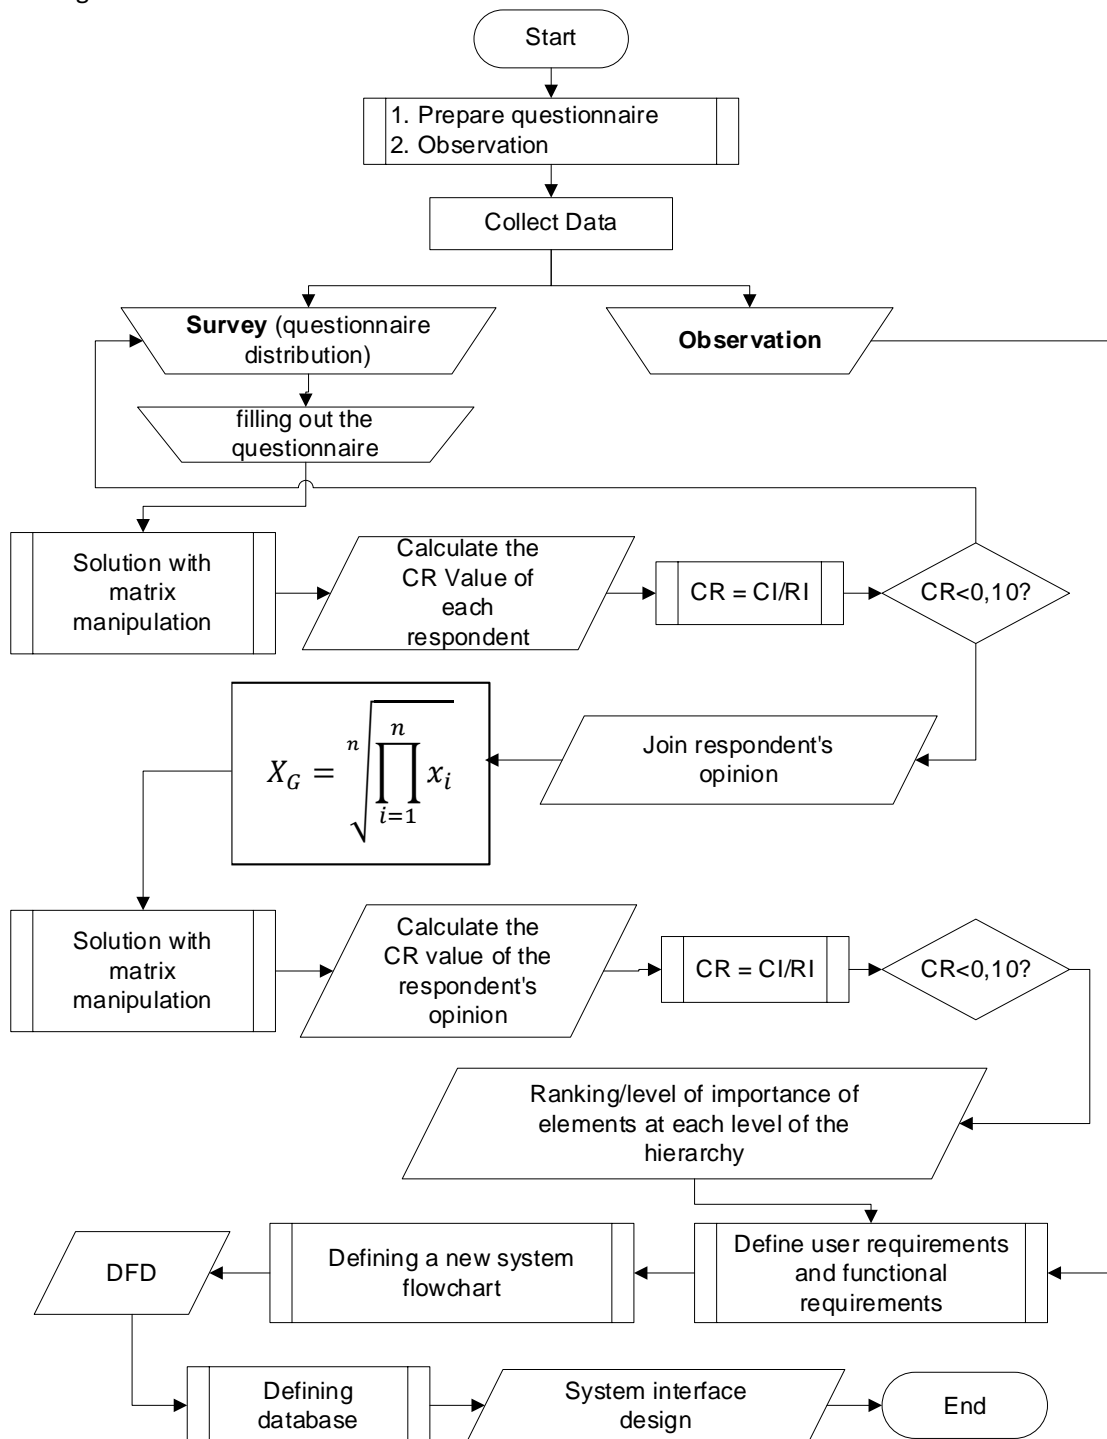 Start
1. Prepare questionnaire
2. Observation
Collect Data
Survey (questionnaire
distribution)
Observation
filling out the
questionnaire
Solution with
matrix
manipulation
Calculate the
CR Value of
each
respondent
CR = CI/RI
CR<0,10?
Join respondent's
opinion
X_G = \sqrt[n]{\prod_{i=1}^{n} x_i}
Solution with
matrix
manipulation
Calculate the
CR value of the
respondent's
opinion
CR = CI/RI
CR<0,10?
Ranking/level of importance of
elements at each level of the
hierarchy
DFD
Defining a new system
flowchart
Define user requirements
and functional
requirements
Defining
database
System interface
design
End